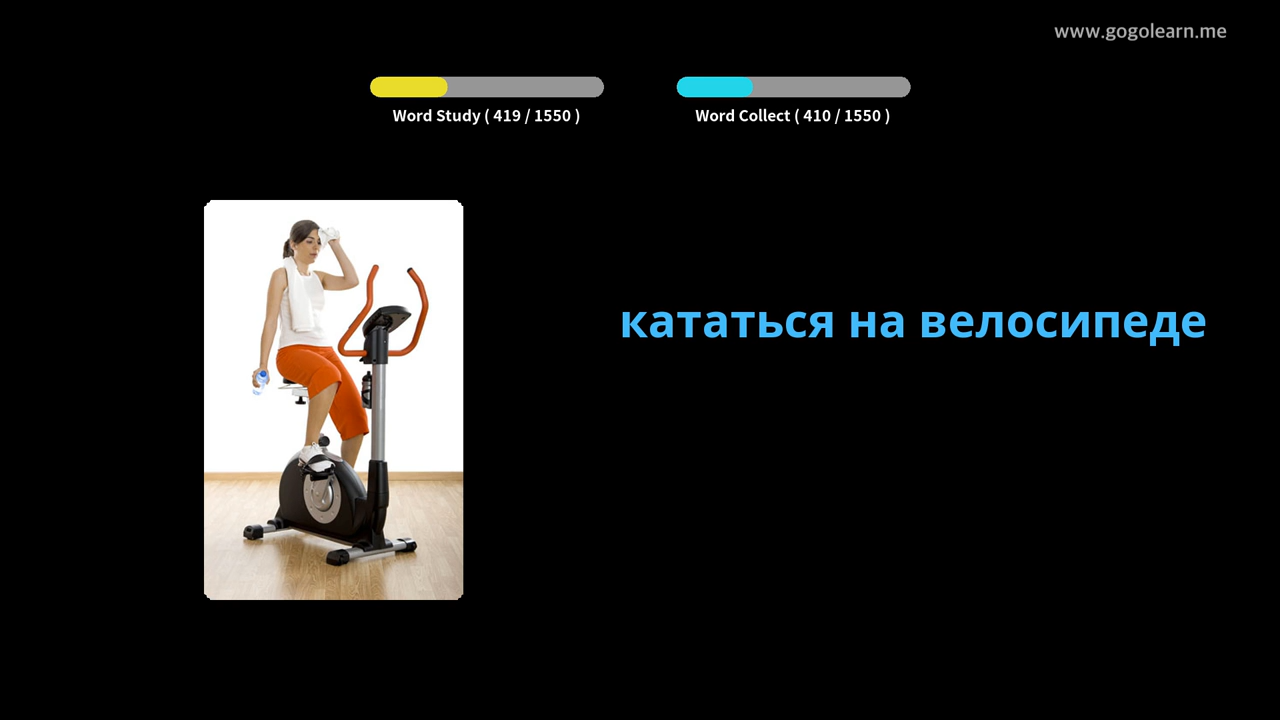 www.gogolearn.me
Word Study ( 419 / 1550 )
Word Collect ( 410 / 1550 )
кататься на велосипеде